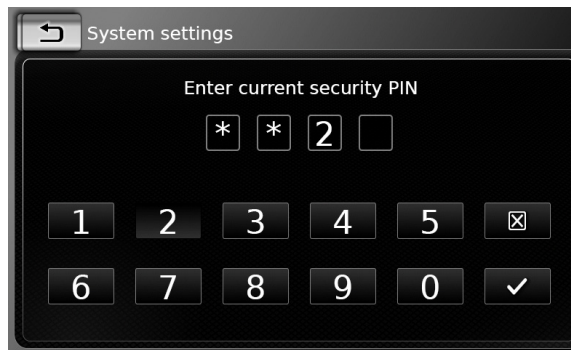 System settings
Enter current security PIN
* * 2
1 2 3 4 5
6 7 8 9 0